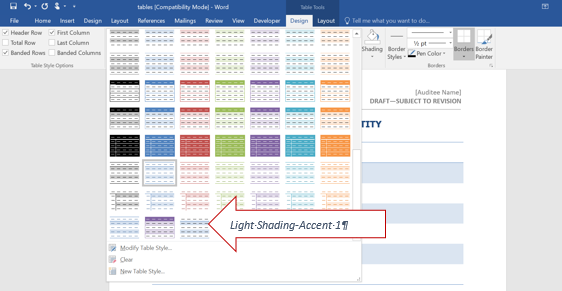 tables [Compatibility Mode] - Word
Table Tools
File Home Insert Design Layout References Mailings Review View Developer Design Layout Tell me what you want to do...
Header Row First Column
Total Row Last Column
Banded Rows Banded Columns
Table Style Options
Shading
Border Styles
½ pt
Pen Color
Borders
Border Painter
Borders
[Auditee Name]
DRAFT—SUBJECT TO REVISION
TITY
Light·Shading-Accent·1¶
Modify Table Style...
Clear
New Table Style...